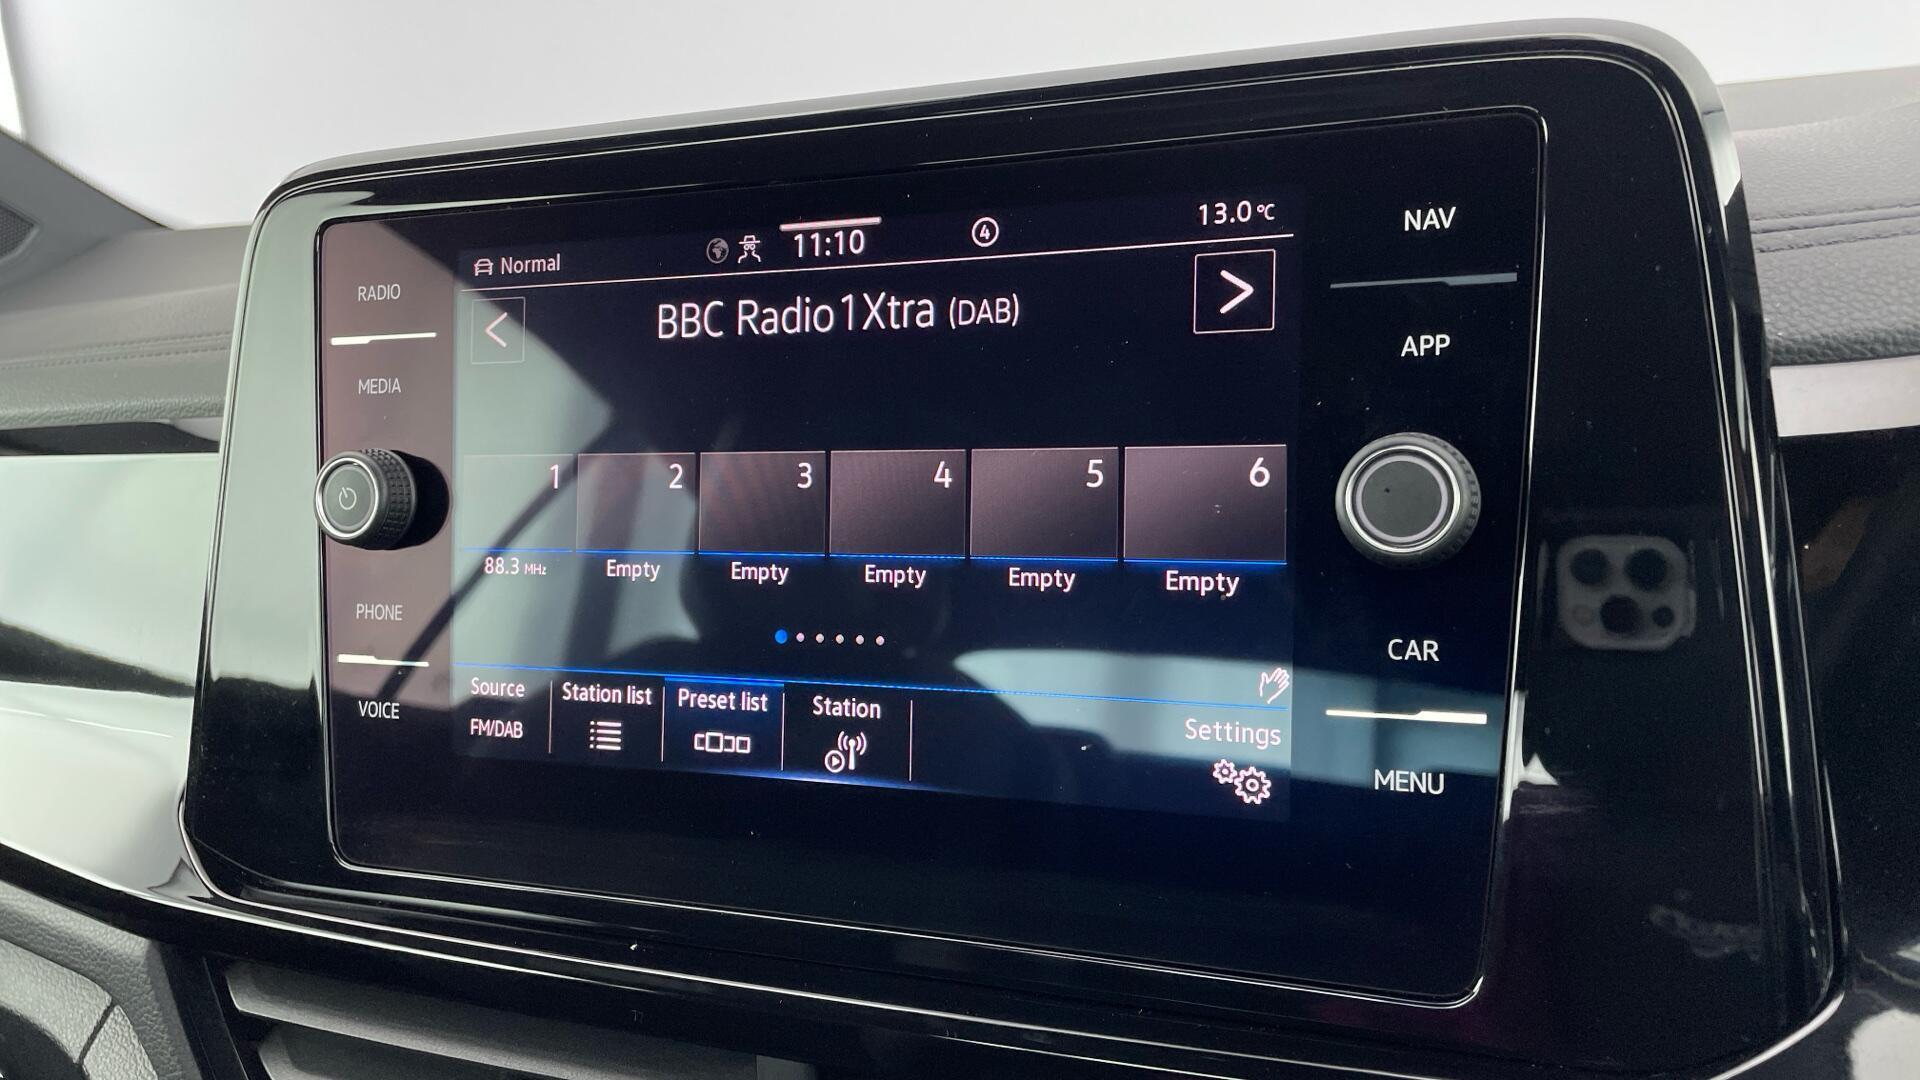 Normal
11:10
4
13.0 °C
BBC Radio1Xtra (DAB)
1
2
3
4
5
6
88.3 MHz
Empty
Empty
Empty
Empty
Empty
Source
FM/DAB
Station list
Preset list
Station
Settings
RADIO
MEDIA
PHONE
VOICE
NAV
APP
CAR
MENU